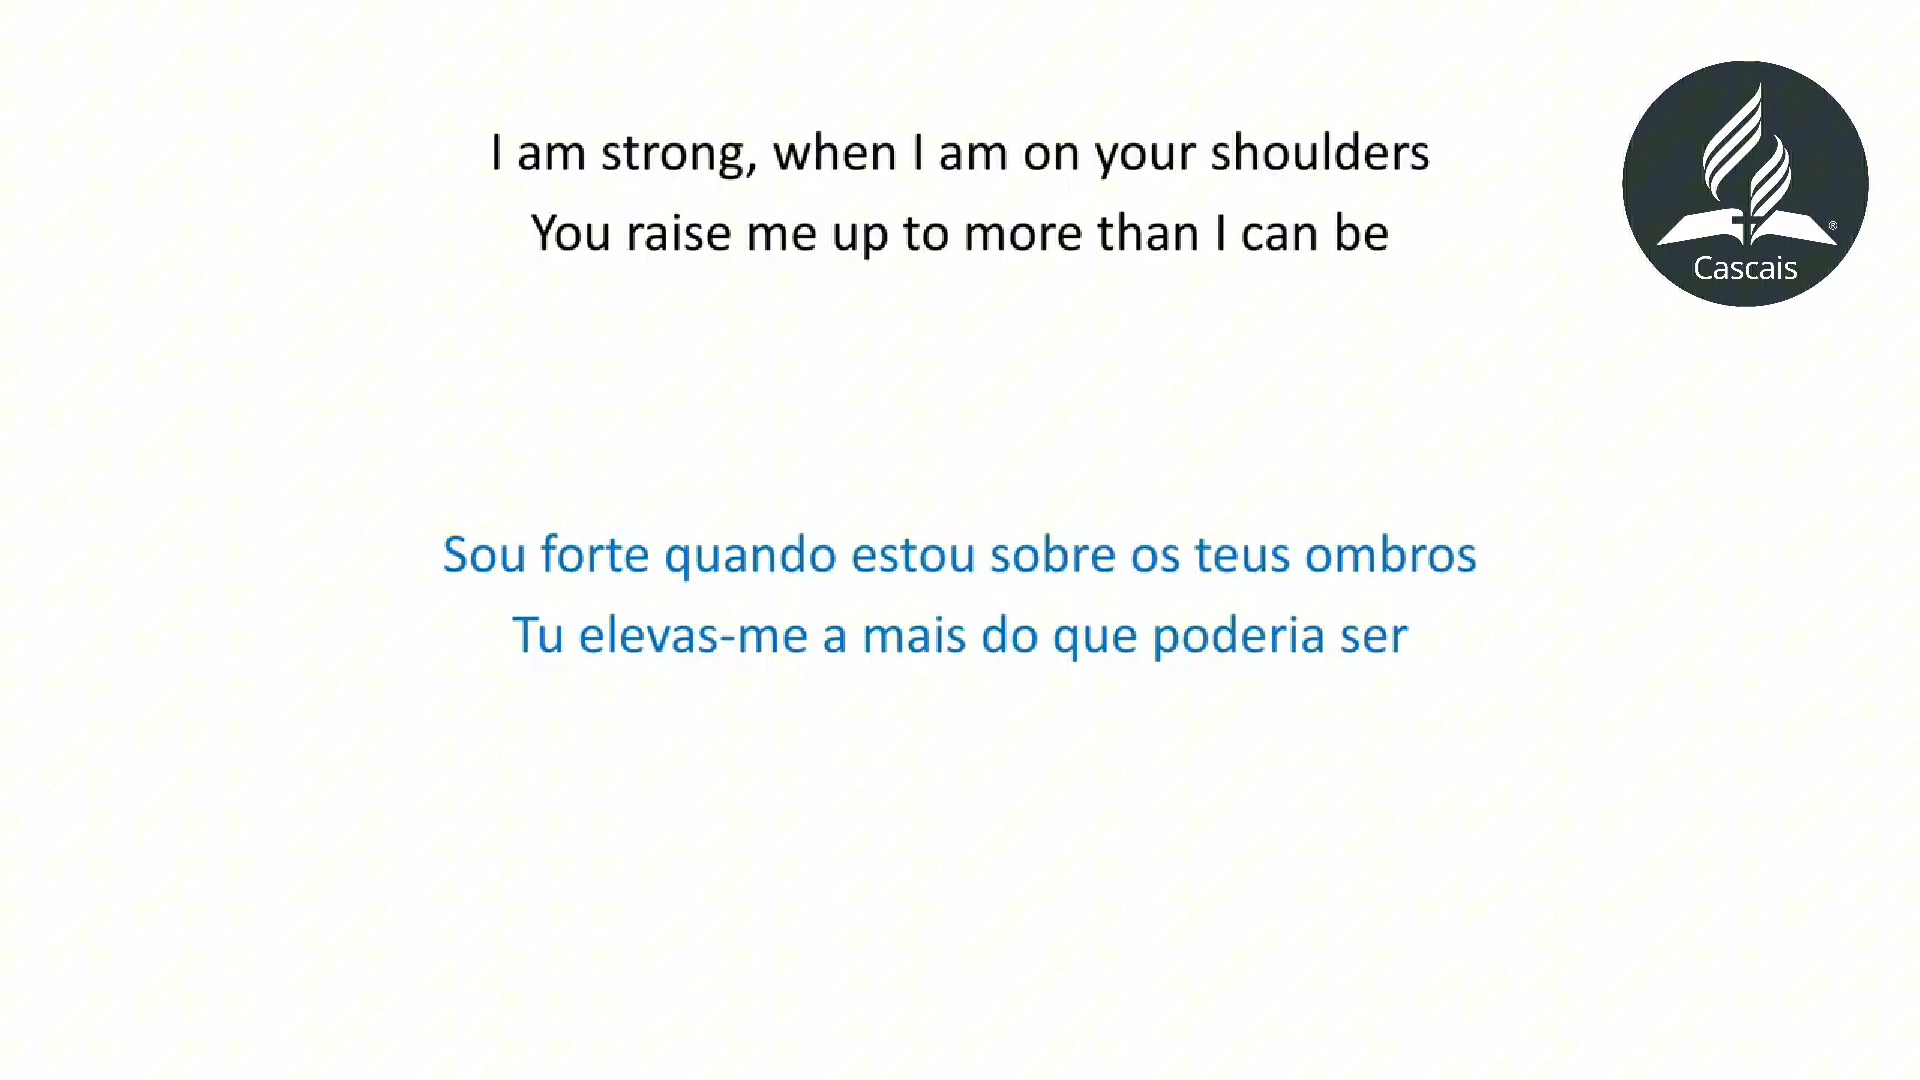 I am strong, when I am on your shoulders
You raise me up to more than I can be
®
Cascais
Sou forte quando estou sobre os teus ombros
Tu elevas-me a mais do que poderia ser